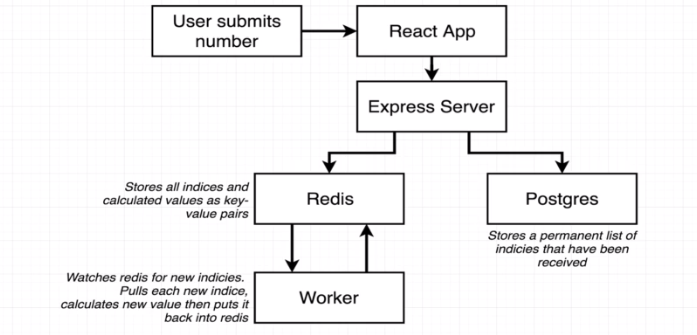 User submits
number
React App
Express Server
Stores all indices and
calculated values as key-
value pairs
Redis
Postgres
Stores a permanent list of
indicies that have been
received
Watches redis for new indicies.
Pulls each new indice,
calculates new value then puts it
back into redis
Worker